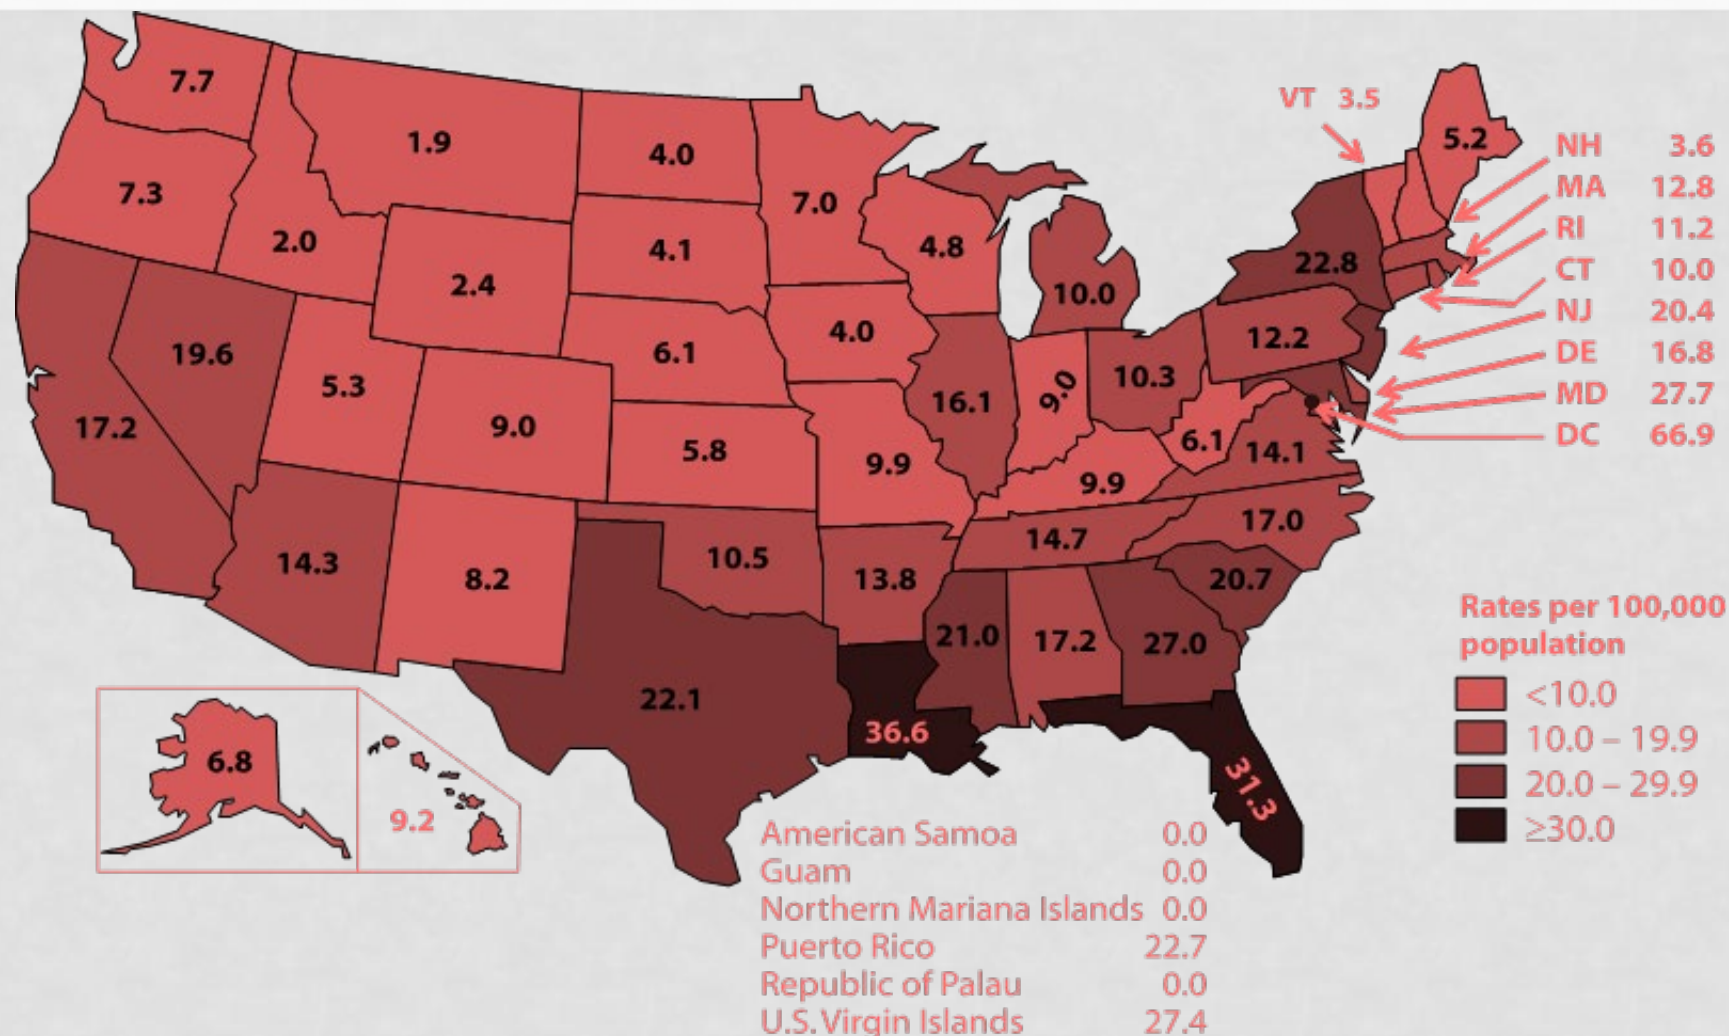 7.7
1.9
4.0
VT 3.5
5.2
NH 3.6
7.3
7.0
MA 12.8
2.0
4.1
4.8
RI 11.2
22.8
CT 10.0
2.4
10.0
NJ 20.4
19.6
6.1
4.0
12.2
DE 16.8
5.3
10.3
9.0
MD 27.7
17.2
9.0
16.1
DC 66.9
5.8
9.9
6.1
14.1
9.9
17.0
14.3
8.2
10.5
14.7
13.8
20.7
21.0
17.2
27.0
22.1
36.6
31.3
6.8
9.2
Rates per 100,000
population
<10.0
10.0 – 19.9
20.0 – 29.9
≥30.0
American Samoa 0.0
Guam 0.0
Northern Mariana Islands 0.0
Puerto Rico 22.7
Republic of Palau 0.0
U.S. Virgin Islands 27.4